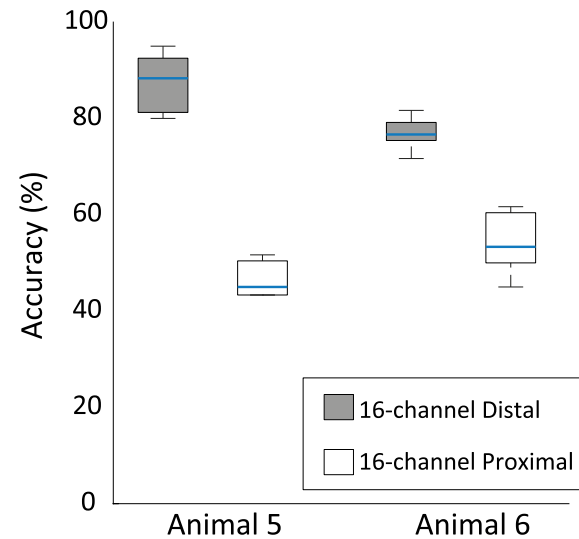 Accuracy (%)
100
80
60
40
20
0
Animal 5
Animal 6
16-channel Distal
16-channel Proximal